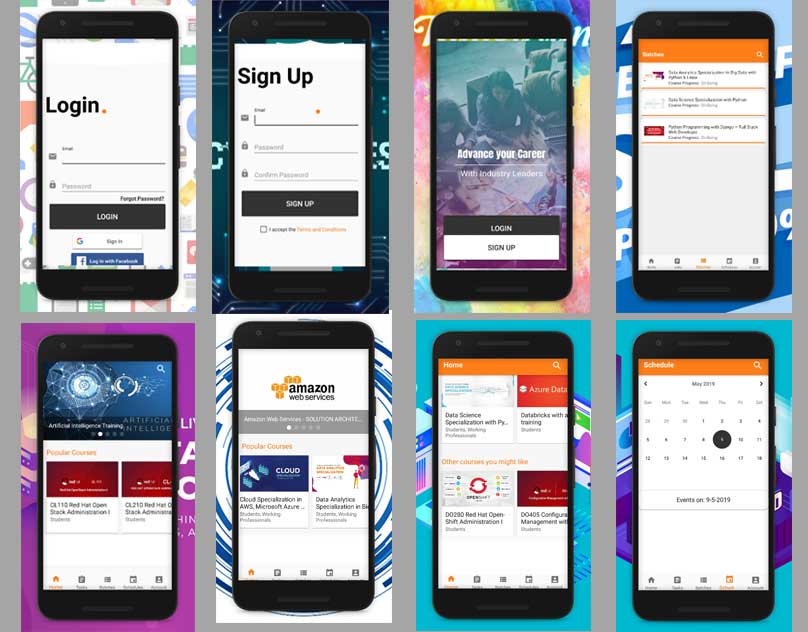 Login.
Email
Password
Forgot Password?
LOGIN
Sign In
Log In with Facebook
Sign Up
Email
Password
Confirm Password
SIGN UP
I accept the Terms and Conditions
Advance your Career
With Industry Leaders
LOGIN
SIGN UP
Batches
Data Analytics Specialization in Big Data with
Python & Linux
Course Progress: On Going
Data Science Specialization with Python
Course Progress: On Going
Python Programming with Django – Full Stack
Web Developer
Course Progress: On Going
Artificial Intelligence Training
Popular Courses
CL110 Red Hat Open
Stack Administration I
Students
CL210 Red Hat Open
Stack Administration
Students
Home
Tasks
Batches
Schedules
Account
amazon
web services
Amazon Web Services - SOLUTION ARCHITE...
Popular Courses
CLOUD
SPECIALIZATION
DATA ANALYTICS
SPECIALIZATION
Cloud Specialization in
AWS, Microsoft Azure ...
Students, Working
Professionals
Data Analytics
Specialization in Bi
Students, Working
Professionals
Home
Tasks
Batches
Schedules
Account
Home
DATA SCIENCE
SPECIALIZATION
Azure Data
Data Science
Specialization with Py...
Students, Working
Professionals
Databricks with a
training
Students
Other courses you might like
OPENSHIFT
DO280 Red Hat Open-
Shift Administration I
Students
DO405 Configura
Management with
Students
Home
Tasks
Batches
Schedules
Account
Schedule
May 2019
Sun Mon Tue Wed Thu Fri Sat
28 29 30 1 2 3 4
5 6 7 8 9 10 11
12 13 14 15 16 17 18
Events on: 9-5-2019
Home
Tasks
Batches
Schedules
Account